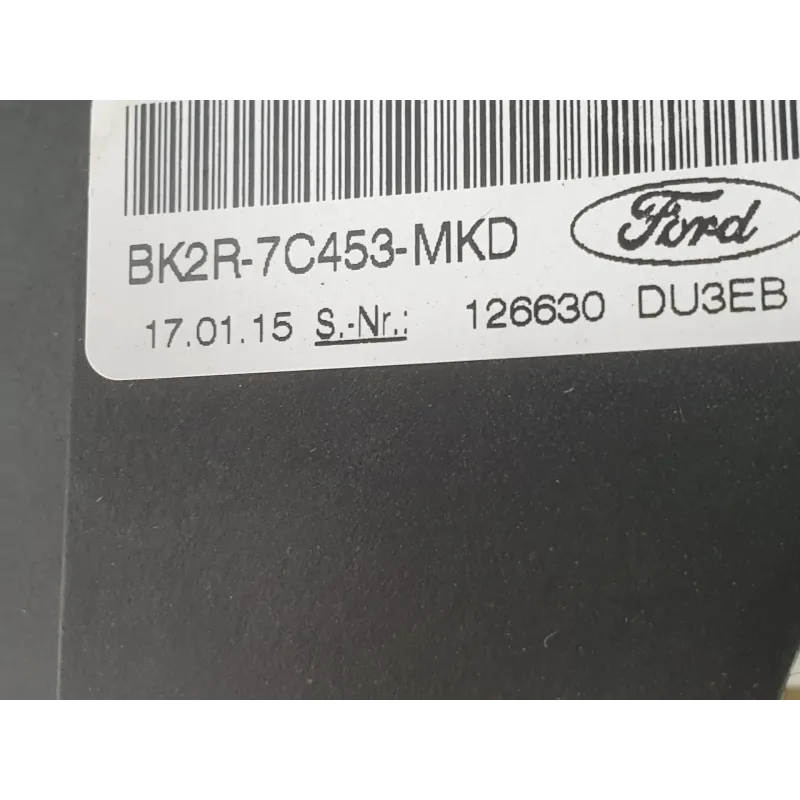 BK2R-7C453-MKD Ford
17.01.15 S.-Nr.: 126630 DU3EB